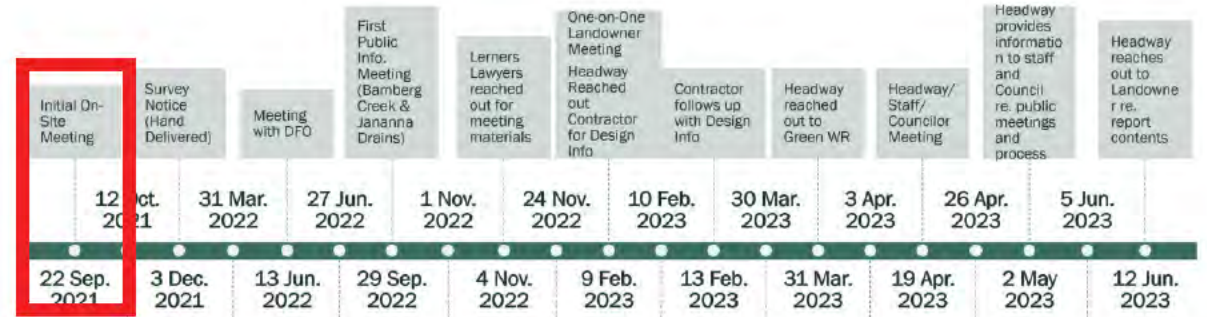 Initial On-
Site
Meeting
Survey
Notice
(Hand
Delivered)
Meeting
with DFO
First
Public
Info.
Meeting
(Bamberg
Creek &
Jananna
Drains)
Lerners
Lawyers
reached
out for
meeting
materials
One-on-One
Landowner
Meeting
Headway
Reached
out
Contractor
for Design
Info
Contractor
follows up
with Design
Info
Headway
reached
out to
Green WR
Headway/
Staff/
Councilor
Meeting
Headway
provides
informatio
n to staff
and
Council
re. public
meetings
and
process
Headway
reaches
out to
Landowne
r re.
report
contents
12 Oct.
2021
31 Mar.
2022
27 Jun.
2022
1 Nov.
2022
24 Nov.
2022
10 Feb.
2023
30 Mar.
2023
3 Apr.
2023
26 Apr.
2023
5 Jun.
2023
22 Sep.
2021
3 Dec.
2021
13 Jun.
2022
29 Sep.
2022
4 Nov.
2022
9 Feb.
2023
13 Feb.
2023
31 Mar.
2023
19 Apr.
2023
2 May
2023
12 Jun.
2023